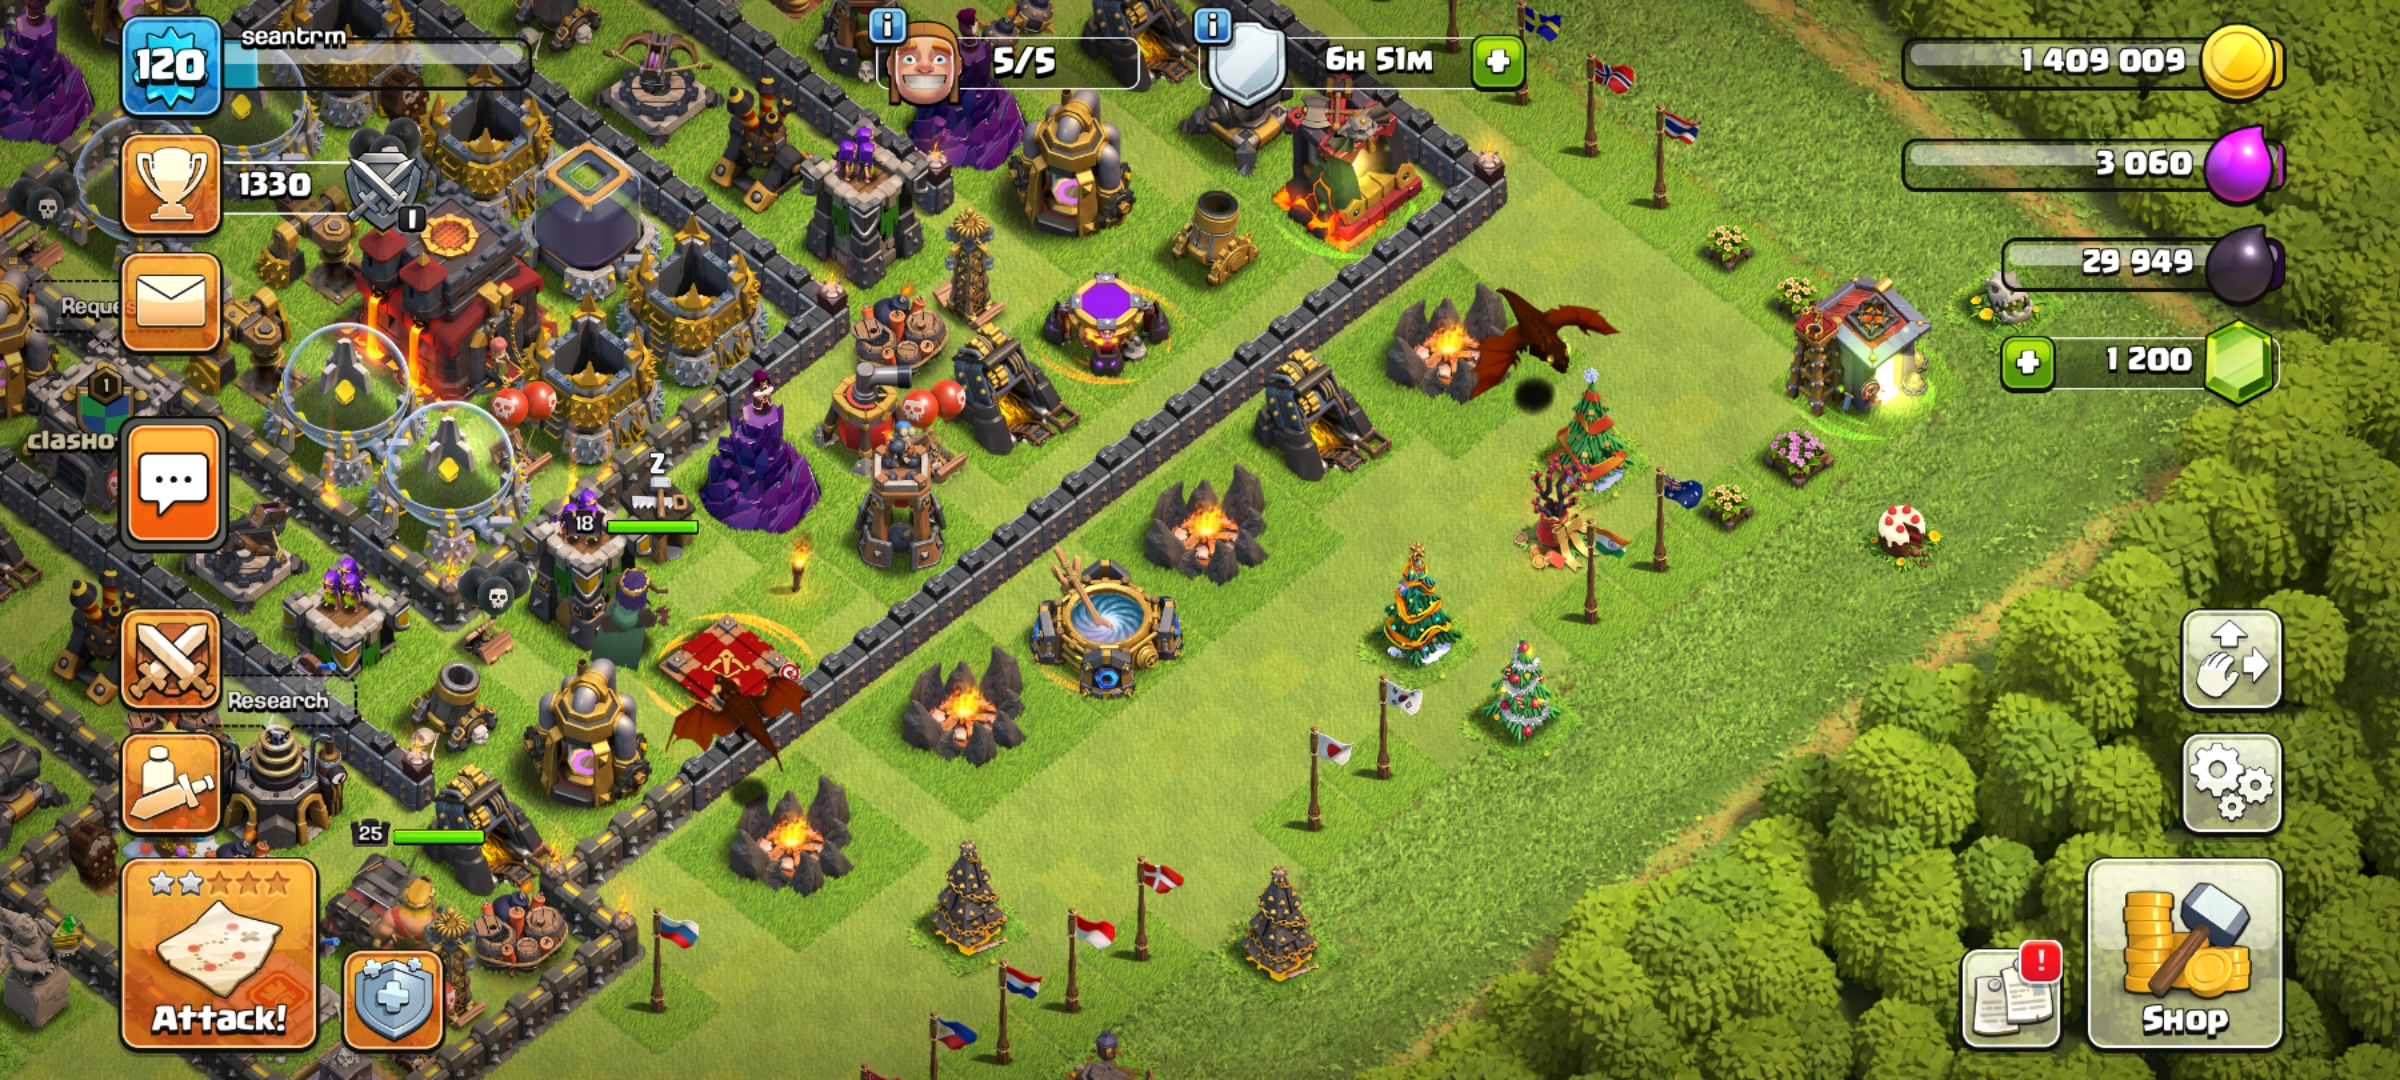 120
seantrm
5/5
6H 51M
1 409 009
1330
I
3 060
29 949
1 200
Reque
1
clasho
Z
18
Research
25
Attack!
!
Shop